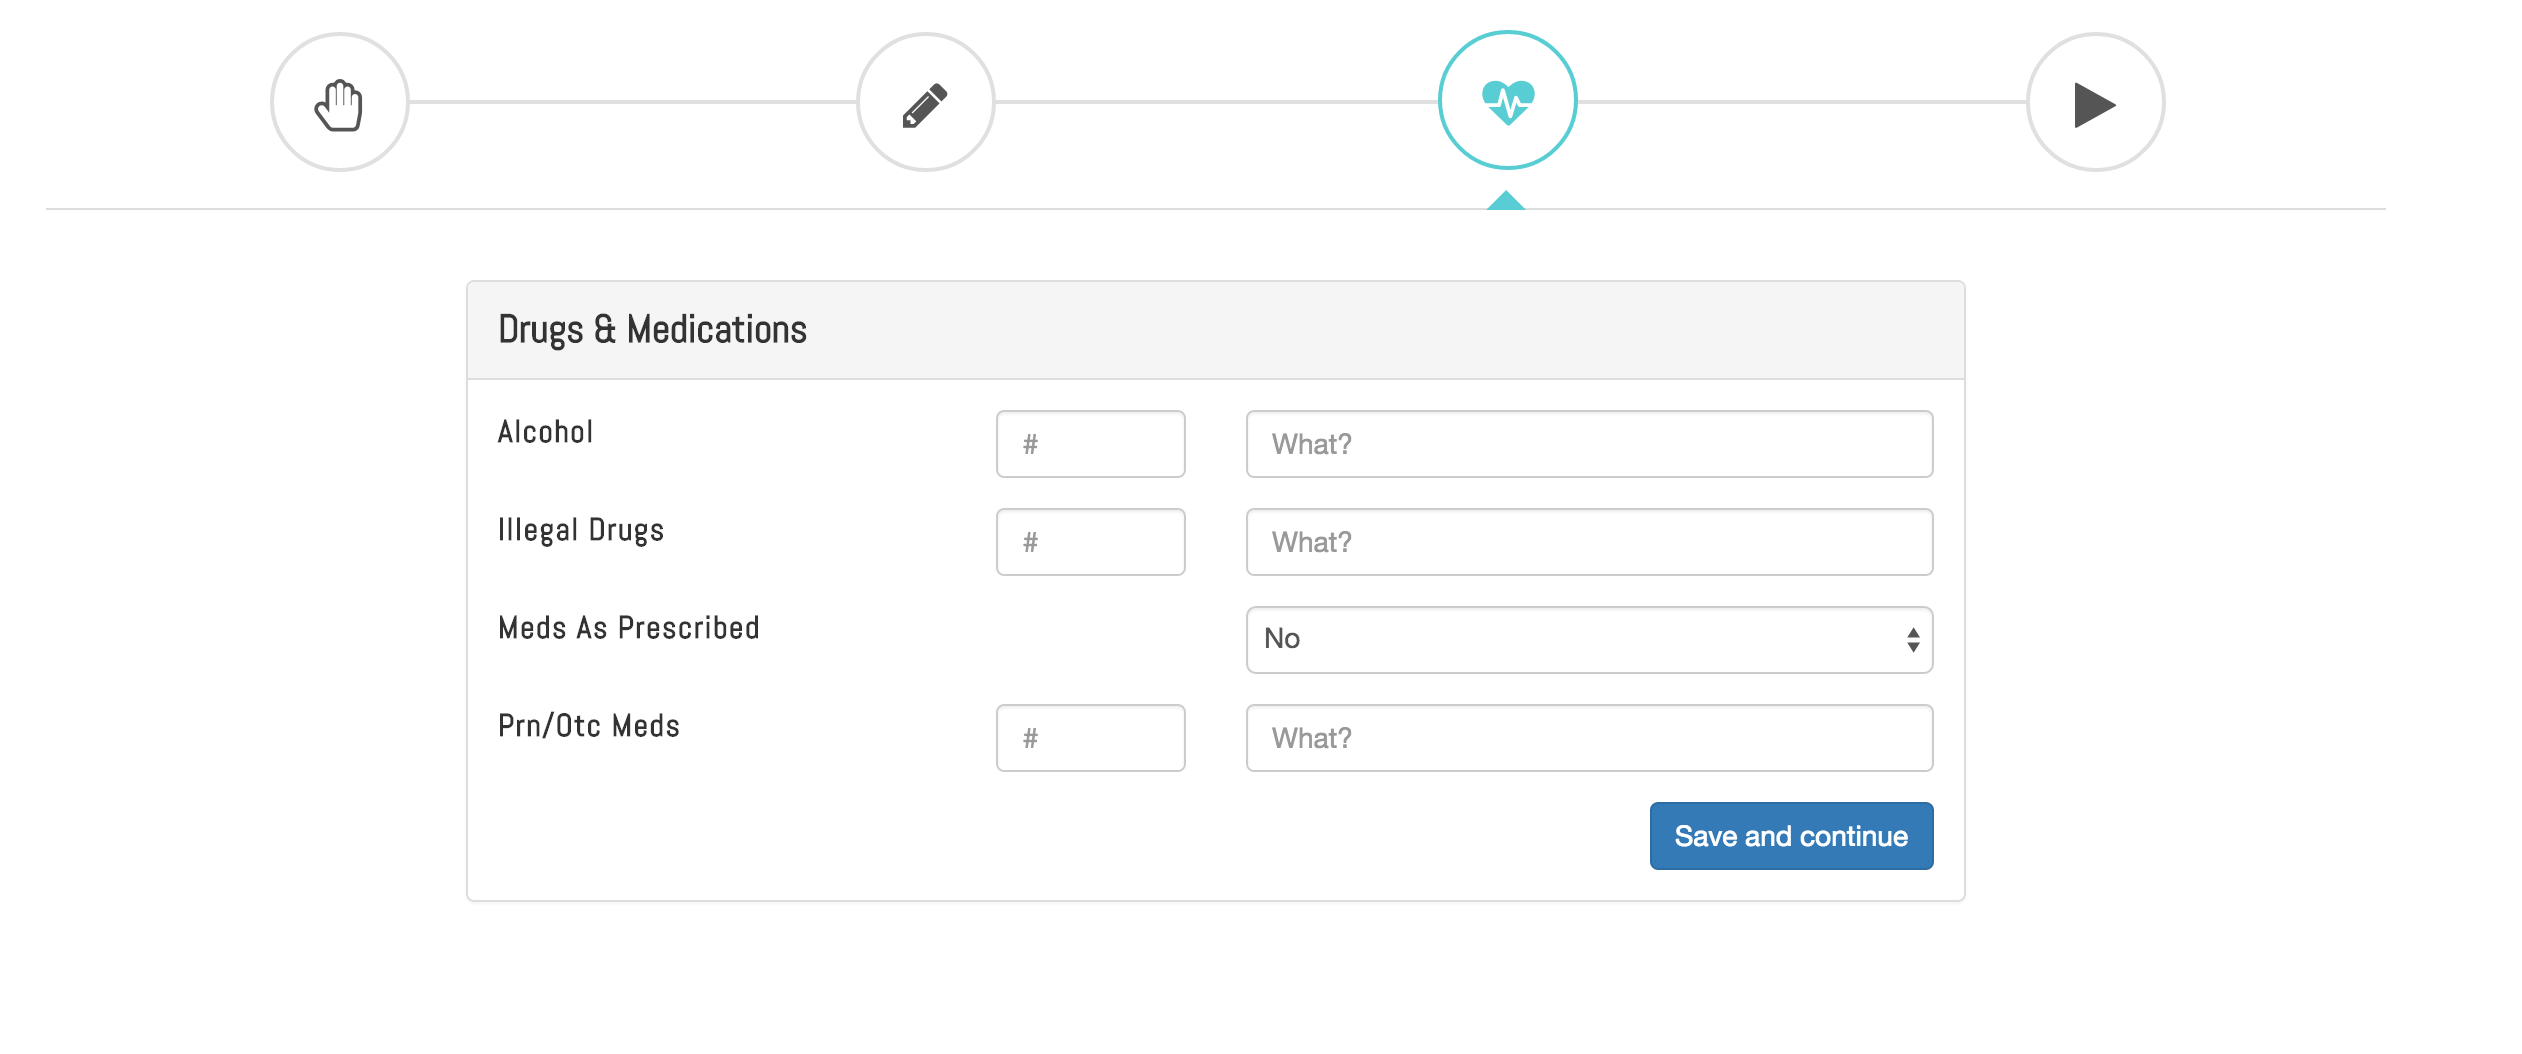 Drugs & Medications
Alcohol
#
What?
Illegal Drugs
#
What?
Meds As Prescribed
No
Prn/Otc Meds
#
What?
Save and continue